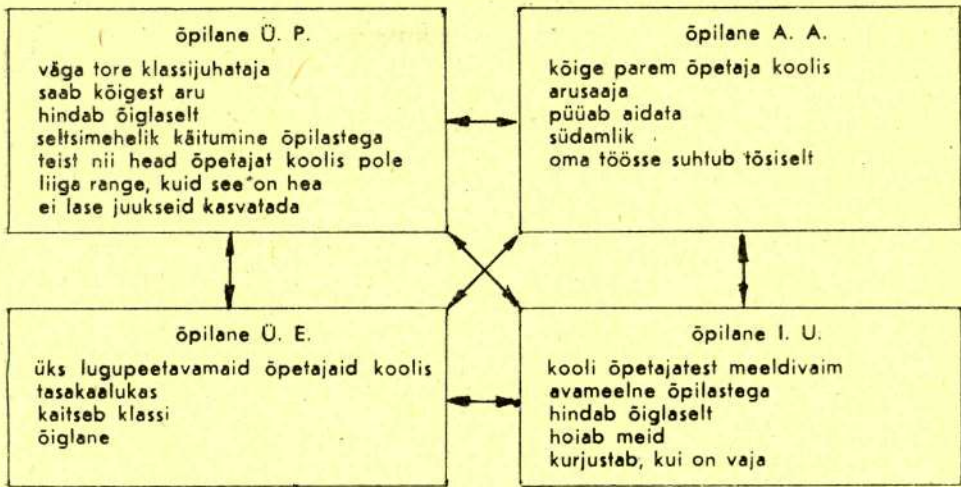 õpilane Ü. P.
väga tore klassijuhataja
saab kõigest aru
hindab õiglaselt
seltsimehelik käitumine õpilastega
teist nii head õpetajat koolis pole
liiga range, kuid see on hea
ei lase juukseid kasvatada
õpilane A. A.
kõige parem õpetaja koolis
arusaaja
püüab aidata
südamlik
oma töösse suhtub tõsiselt
õpilane Ü. E.
üks lugupeetavamaid õpetajaid koolis
tasakaalukas
kaitseb klassi
õiglane
õpilane I. U.
kooli õpetajatest meeldivaim
avameelne õpilastega
hindab õiglaselt
hoiab meid
kurjustab, kui on vaja